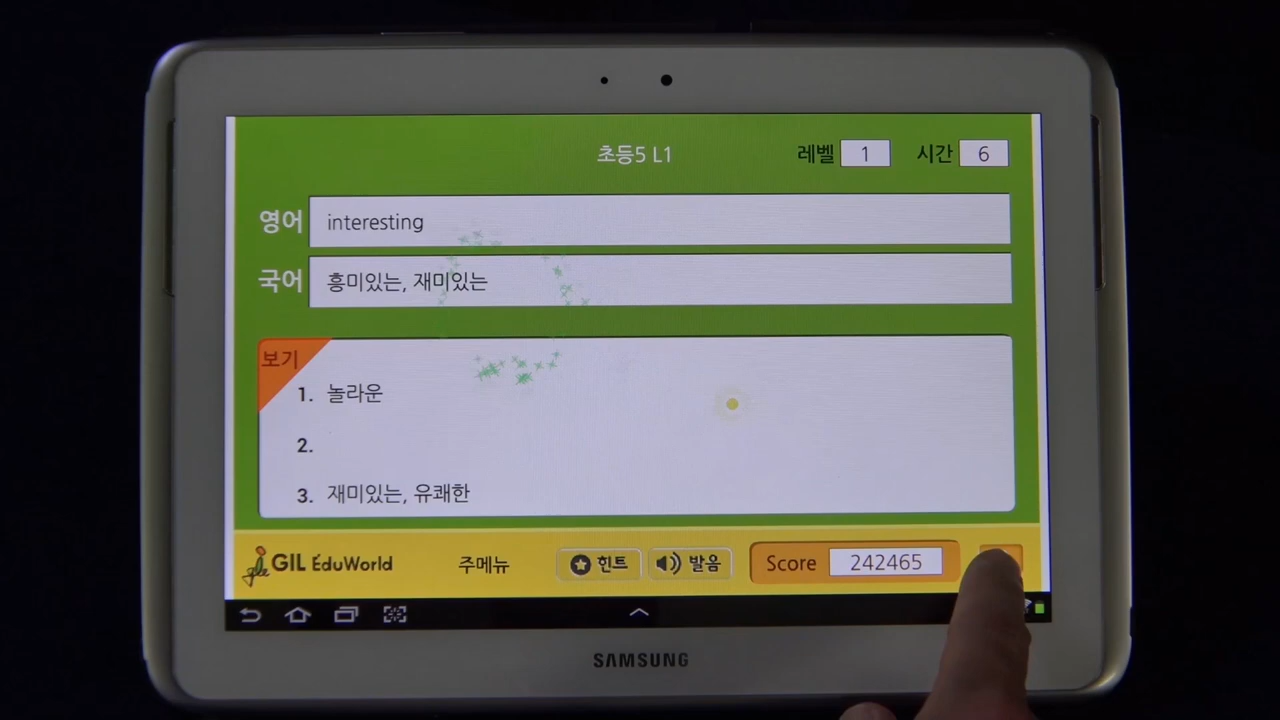 초등5 L1
레벨 1 시간 6
영어 interesting
국어 흥미있는, 재미있는
보기
1. 놀라운
2.
3. 재미있는, 유쾌한
GIL EduWorld 주메뉴 힌트 발음 Score 242465
SAMSUNG